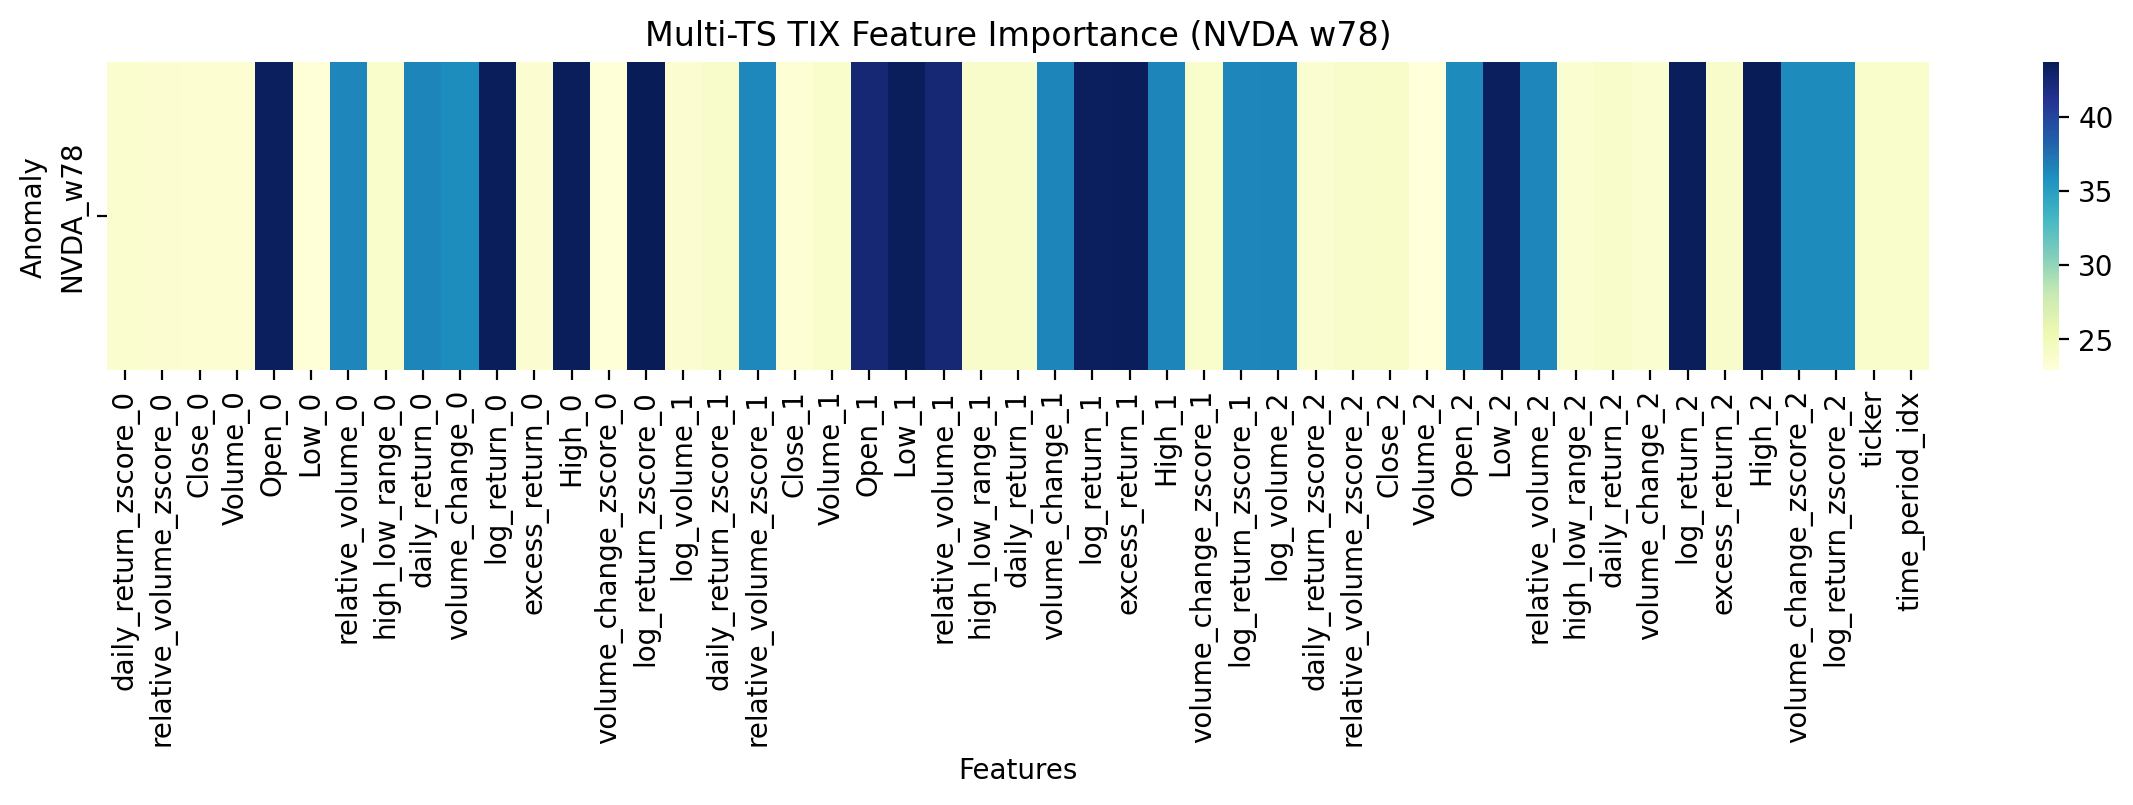 Multi-TS TIX Feature Importance (NVDA w78)
Anomaly
NVDA_w78
40
35
30
25
daily_return_zscore_0
relative_volume_zscore_0
Close_0
Volume_0
Open_0
Low_0
relative_volume_0
high_low_range_0
daily_return_0
volume_change_0
log_return_0
excess_return_0
High_0
volume_change_zscore_0
log_return_zscore_0
log_volume_1
daily_return_zscore_1
relative_volume_zscore_1
Close_1
Volume_1
Open_1
Low_1
relative_volume_1
high_low_range_1
daily_return_1
volume_change_1
log_return_1
excess_return_1
High_1
volume_change_zscore_1
log_return_zscore_1
log_volume_2
daily_return_zscore_2
relative_volume_zscore_2
Close_2
Volume_2
Open_2
Low_2
relative_volume_2
high_low_range_2
daily_return_2
volume_change_2
log_return_2
excess_return_2
High_2
volume_change_zscore_2
log_return_zscore_2
ticker
time_period_idx
Features